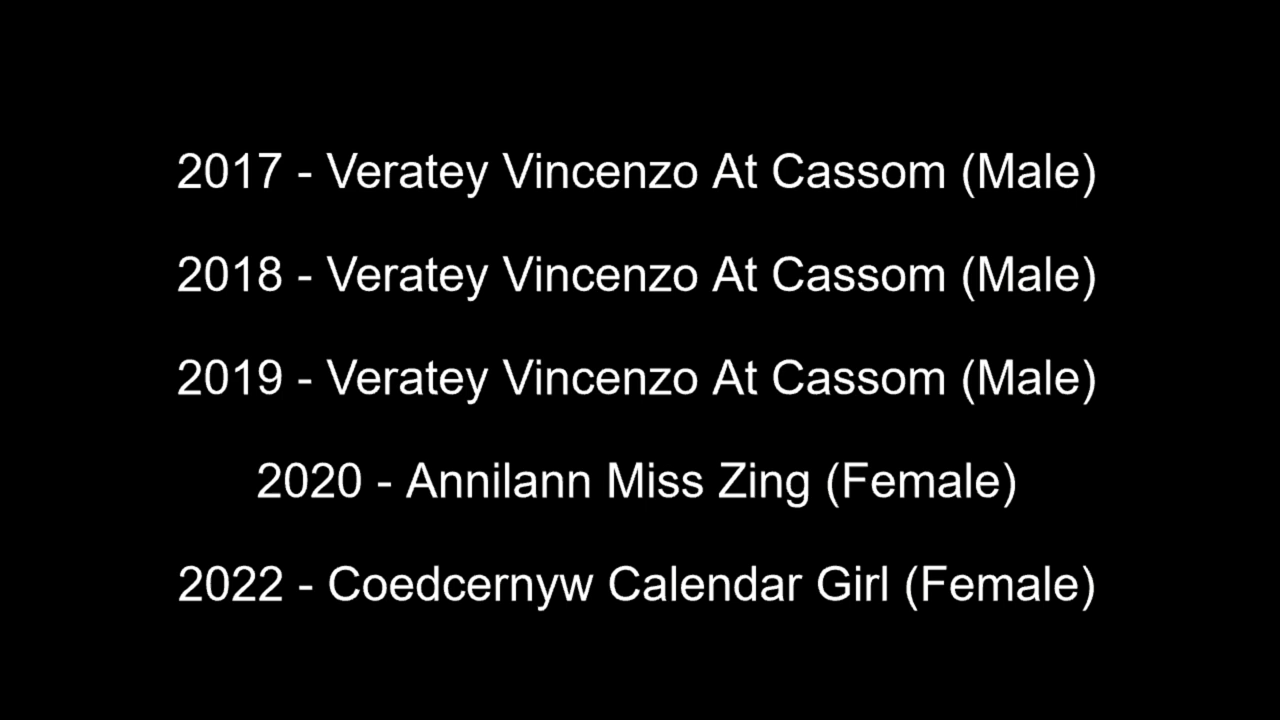 2017 - Veratey Vincenzo At Cassom (Male)
2018 - Veratey Vincenzo At Cassom (Male)
2019 - Veratey Vincenzo At Cassom (Male)
2020 - Annilann Miss Zing (Female)
2022 - Coedcernyw Calendar Girl (Female)